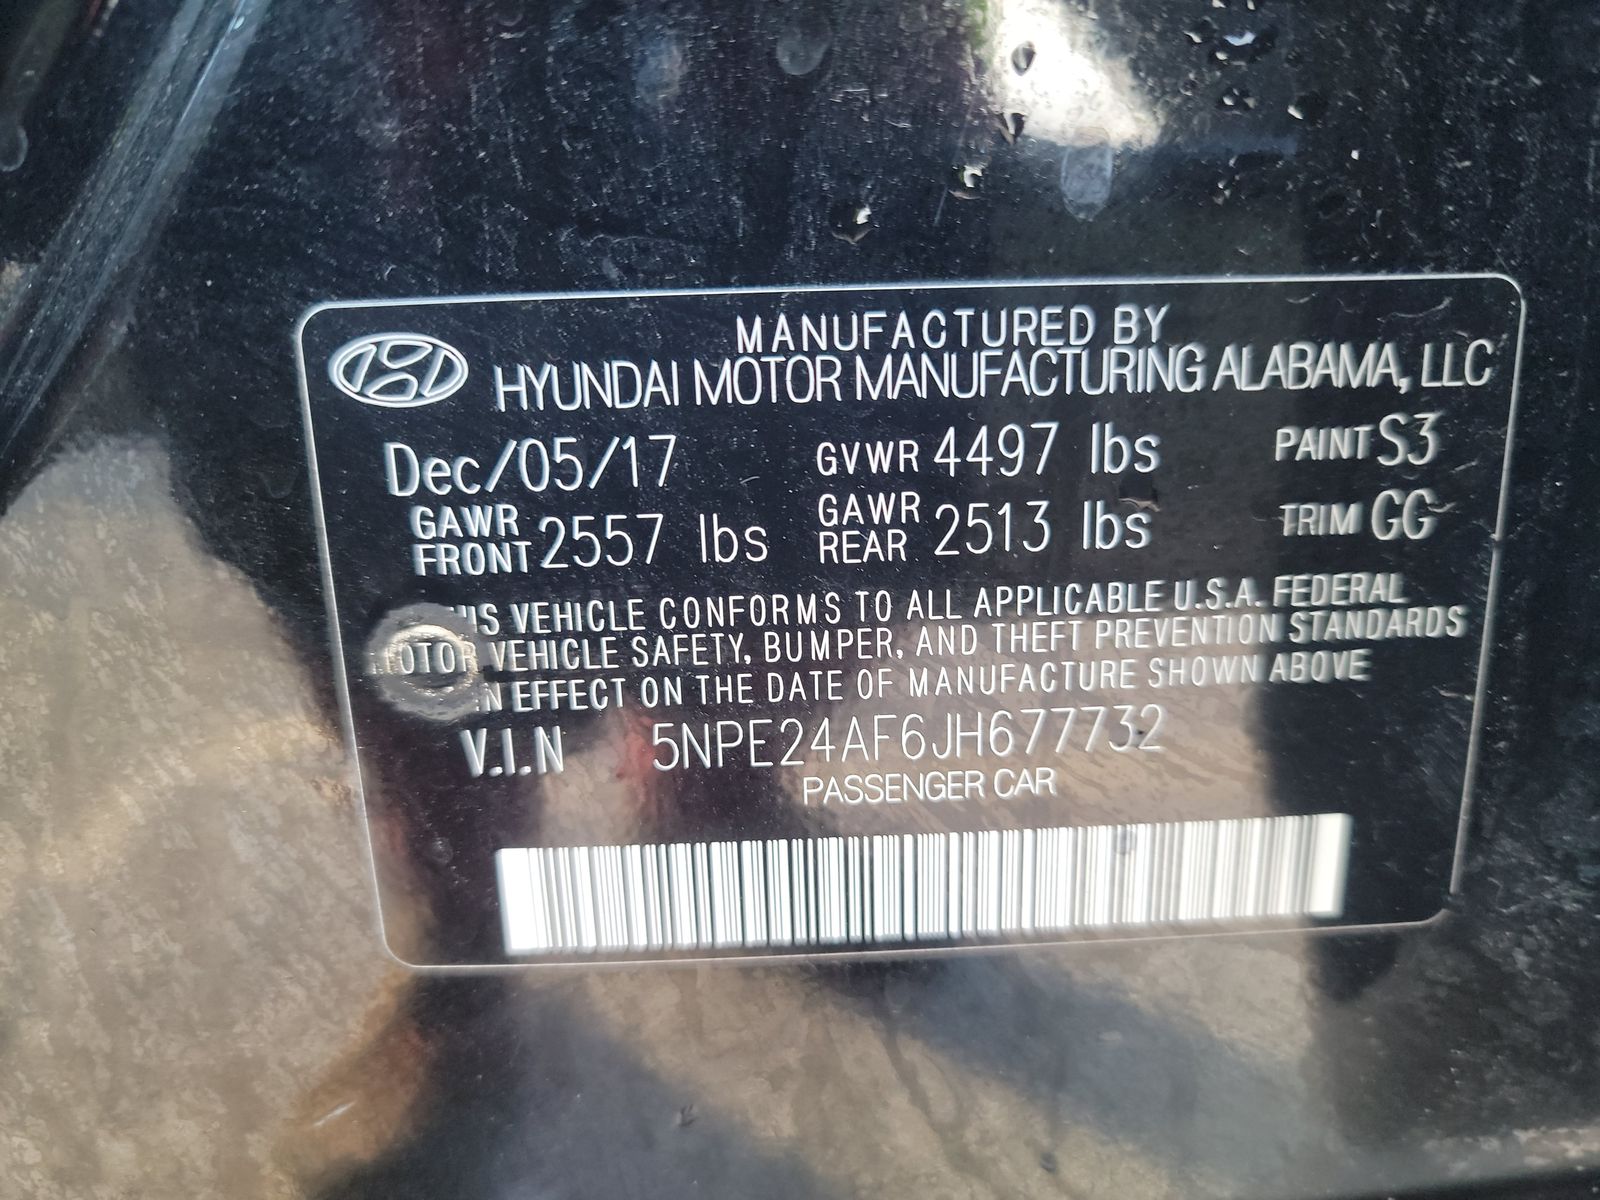 MANUFACTURED BY
HYUNDAI MOTOR MANUFACTURING ALABAMA, LLC
Dec/05/17 GVWR 4497 lbs PAINT S3
GAWR FRONT 2557 lbs GAWR REAR 2513 lbs TRIM GG
VEHICLE CONFORMS TO ALL APPLICABLE U.S.A. FEDERAL
MOTOR VEHICLE SAFETY, BUMPER, AND THEFT PREVENTION STANDARDS
IN EFFECT ON THE DATE OF MANUFACTURE SHOWN ABOVE
V.I.N 5NPE24AF6JH677732
PASSENGER CAR